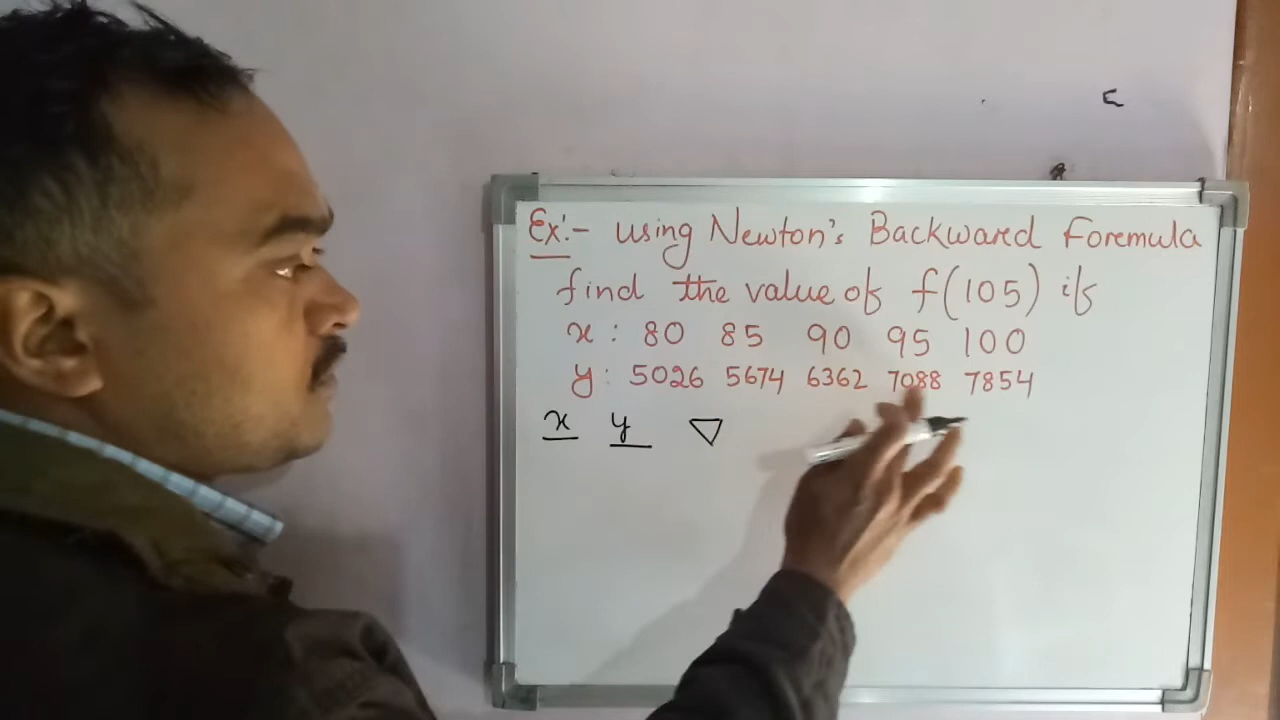 Ex:- using Newton's Backward Foremula
find the value of f(105) if
x : 80 85 90 95 100
y : 5026 5674 6362 7088 7854
x y ▽